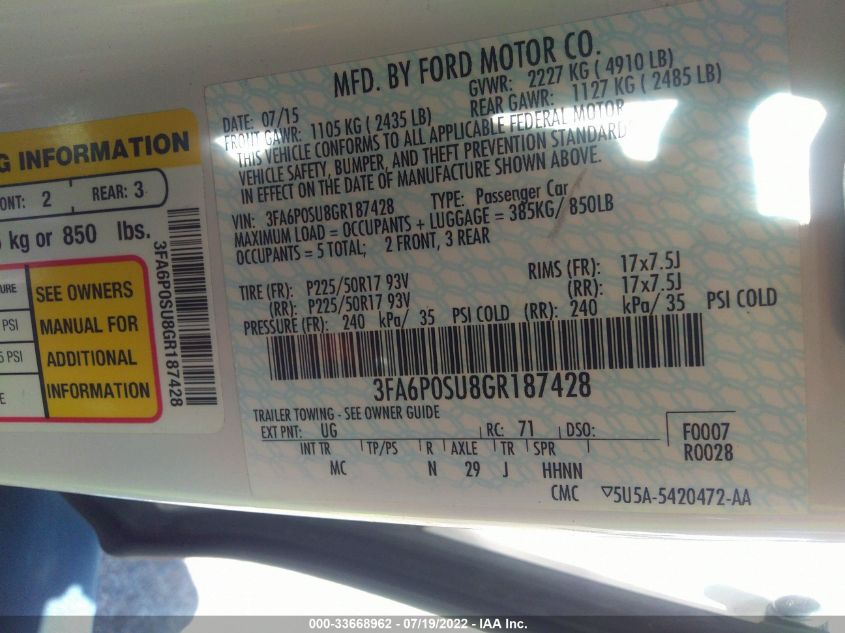 MFD. BY FORD MOTOR CO.
DATE: 07/15
GVWR: 2227 KG ( 4910 LB)
FRONT GAWR: 1105 KG ( 2435 LB)
REAR GAWR: 1127 KG ( 2485 LB)
THIS VEHICLE CONFORMS TO ALL APPLICABLE FEDERAL MOTOR
VEHICLE SAFETY, BUMPER, AND THEFT PREVENTION STANDARDS
IN EFFECT ON THE DATE OF MANUFACTURE SHOWN ABOVE.
VIN: 3FA6P0SU8GR187428 TYPE: Passenger Car
MAXIMUM LOAD = OCCUPANTS + LUGGAGE = 385KG/ 850LB
OCCUPANTS = 5 TOTAL; 2 FRONT, 3 REAR
TIRE (FR): P225/50R17 93V RIMS (FR): 17x7.5J
(RR): P225/50R17 93V (RR): 17x7.5J
PRESSURE (FR): 240 kPa/ 35 PSI COLD (RR): 240 kPa/ 35 PSI COLD
3FA6P0SU8GR187428
TRAILER TOWING - SEE OWNER GUIDE
EXT PNT: UG RC: 71 DSO: F0007
R0028
INT TR TP/PS R AXLE TR SPR
MC N 29 J HHNN
CMC ▽5U5A-5420472-AA
G INFORMATION
ONT: 2 REAR: 3
kg or 850 lbs.
URE
PSI
5 PSI
E
SEE OWNERS
MANUAL FOR
ADDITIONAL
INFORMATION
3FA6P0SU8GR187428
000-33668962 - 07/19/2022 - IAA Inc.